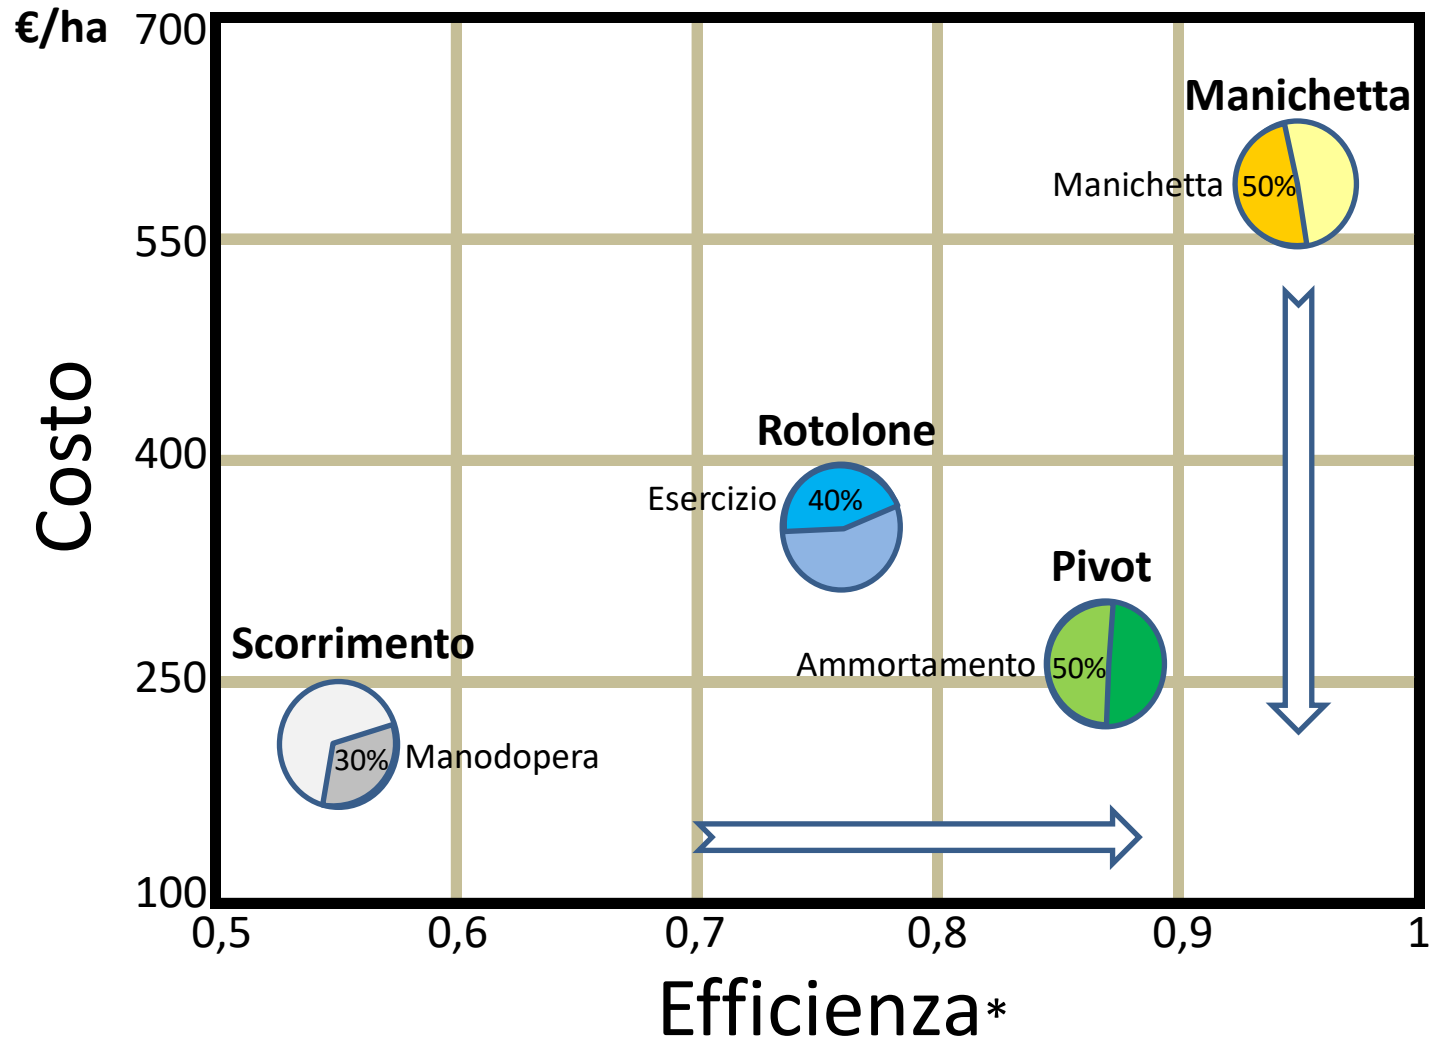 €/ha
700
Manichetta
Manichetta
50%
550
Costo
Rotolone
400
Esercizio
40%
Pivot
Scorrimento
250
Ammortamento
50%
30%
Manodopera
100
0,5
0,6
0,7
0,8
0,9
1
Efficienza*